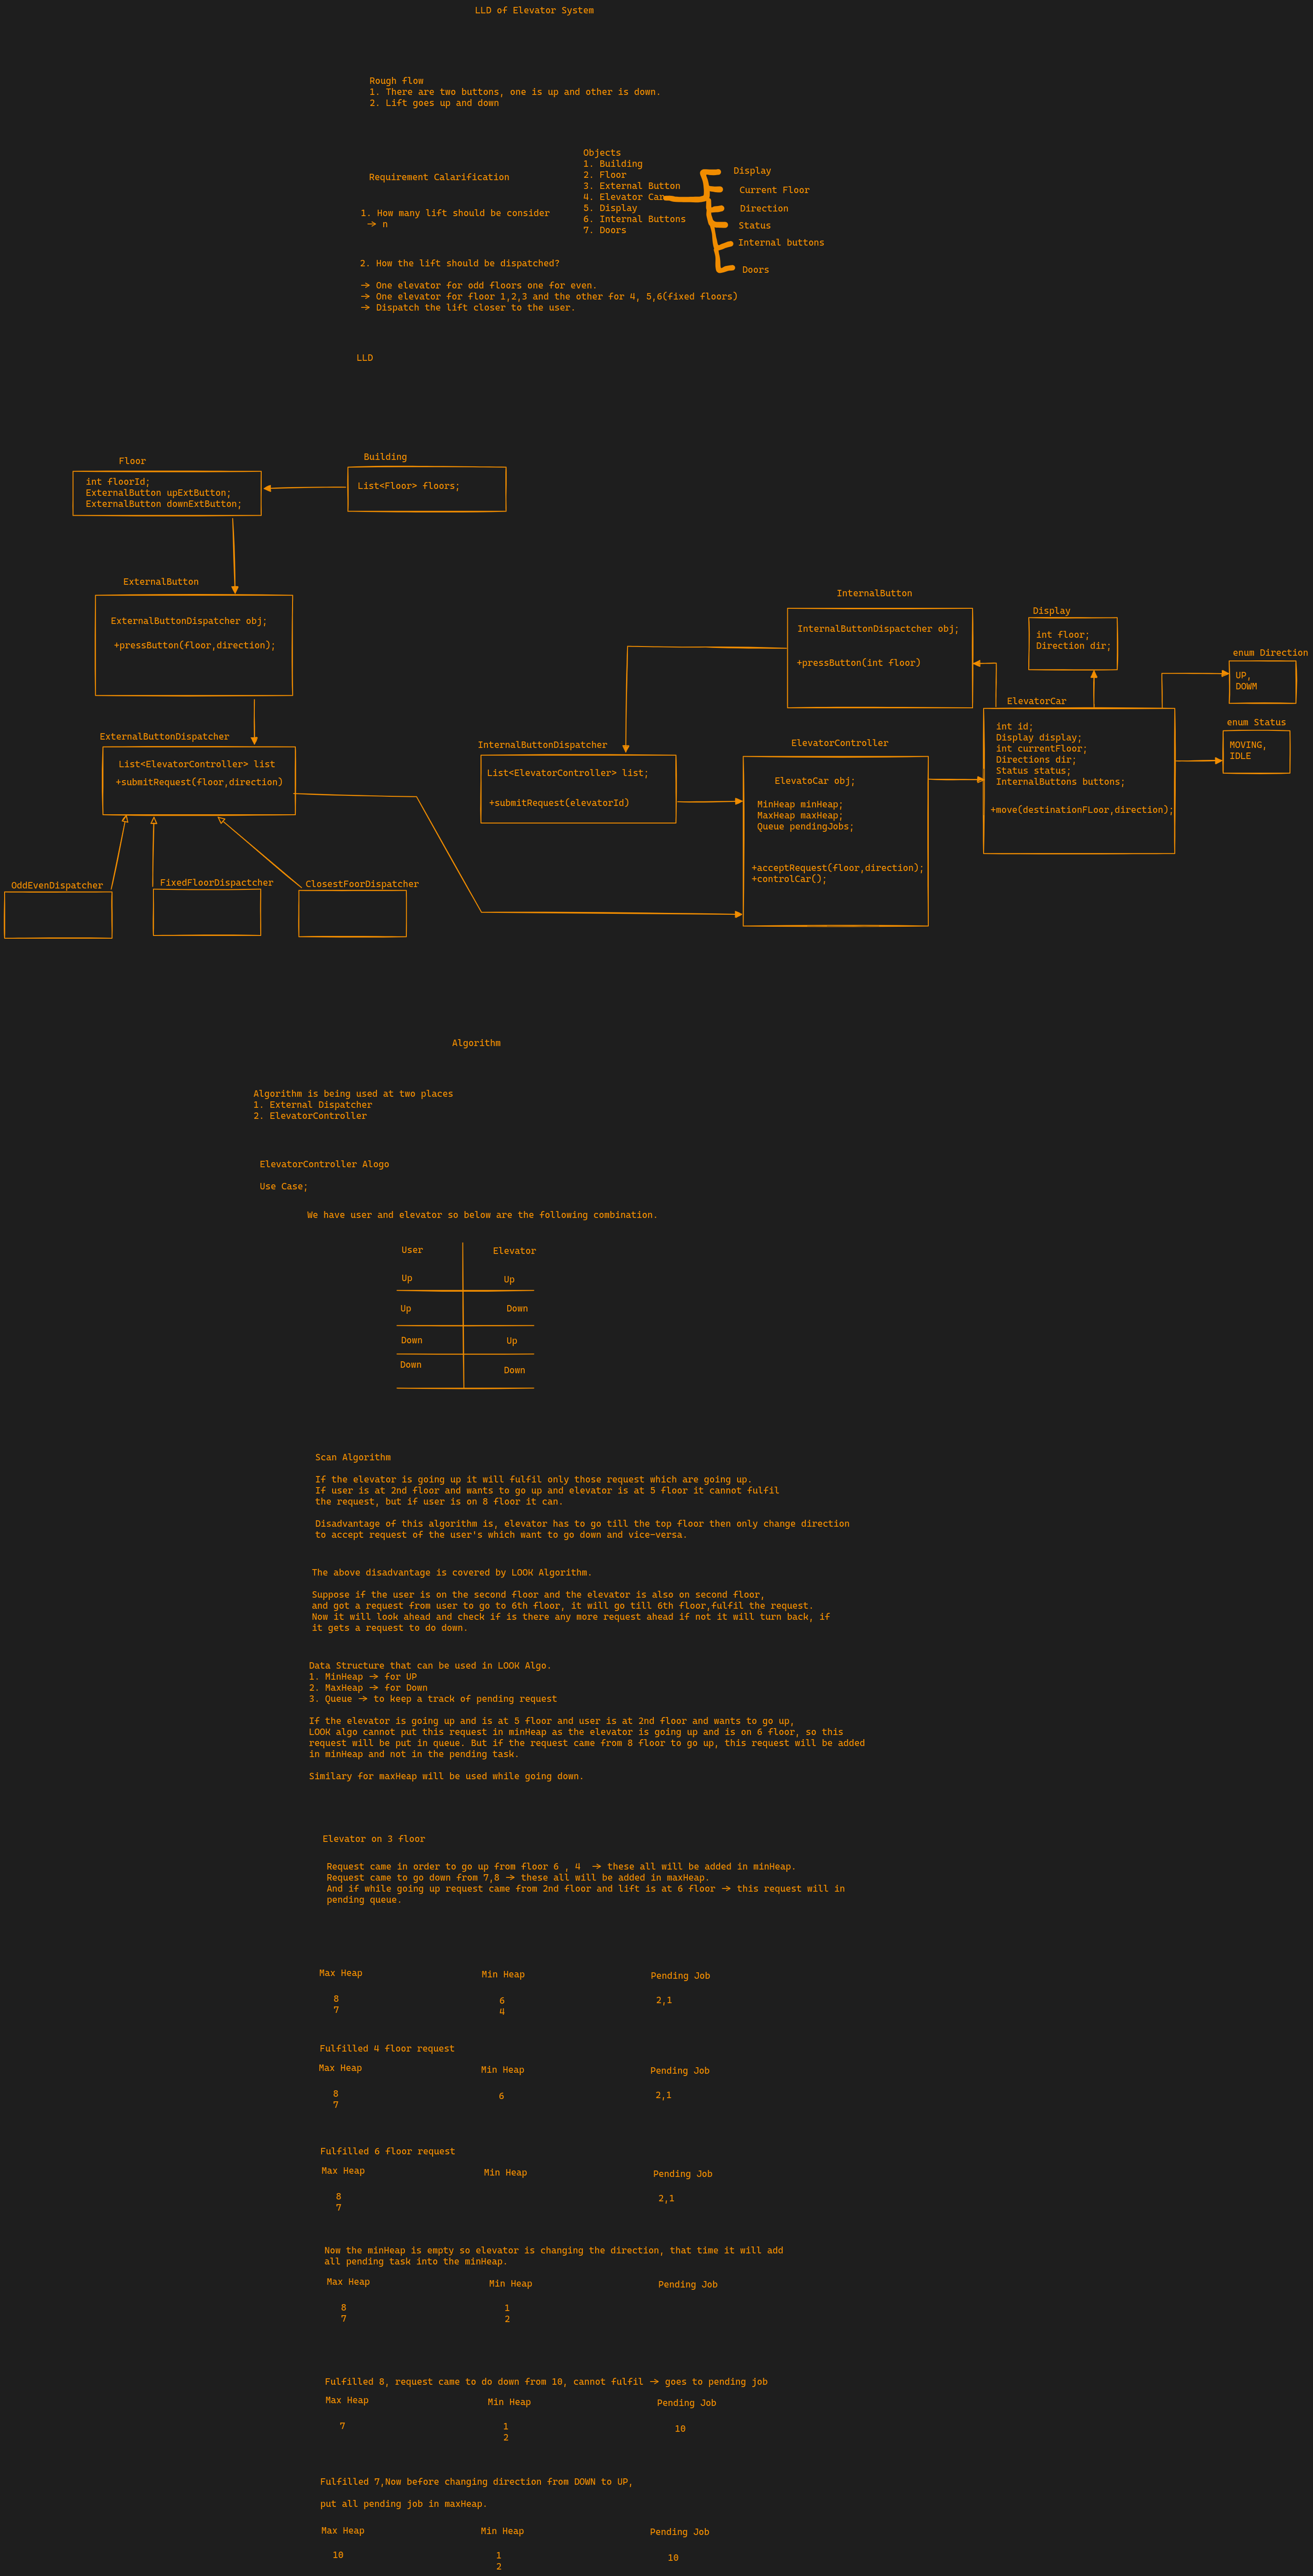 LLD of Elevator System
Rough flow
1. There are two buttons, one is up and other is down.
2. Lift goes up and down
Requirement Calarification
1. How many lift should be consider
-> n
2. How the lift should be dispatched?
-> One elevator for odd floors one for even.
-> One elevator for floor 1,2,3 and the other for 4, 5,6(fixed floors)
-> Dispatch the lift closer to the user.
Objects
1. Building
2. Floor
3. External Button
4. Elevator Car
5. Display
6. Internal Buttons
7. Doors
Display
Current Floor
Direction
Status
Internal buttons
Doors
LLD
Floor
int floorId;
ExternalButton upExtButton;
ExternalButton downExtButton;
Building
List<Floor> floors;
ExternalButton
ExternalButtonDispatcher obj;
+pressButton(floor,direction);
ExternalButtonDispatcher
List<ElevatorController> list
+submitRequest(floor,direction)
OddEvenDispatcher
FixedFloorDispactcher
ClosestFoorDispatcher
InternalButton
InternalButtonDispactcher obj;
+pressButton(int floor)
InternalButtonDispatcher
List<ElevatorController> list;
+submitRequest(elevatorId)
ElevatorController
ElevatoCar obj;
MinHeap minHeap;
MaxHeap maxHeap;
Queue pendingJobs;
+acceptRequest(floor,direction);
+controlCar();
Display
int floor;
Direction dir;
ElevatorCar
int id;
Display display;
int currentFloor;
Directions dir;
Status status;
InternalButtons buttons;
+move(destinationFLoor,direction);
enum Direction
UP,
DOWM
enum Status
MOVING,
IDLE
Algorithm
Algorithm is being used at two places
1. External Dispatcher
2. ElevatorController
ElevatorController Alogo
Use Case;
We have user and elevator so below are the following combination.
User Elevator
Up Up
Up Down
Down Up
Down Down
Scan Algorithm
If the elevator is going up it will fulfil only those request which are going up.
If user is at 2nd floor and wants to go up and elevator is at 5 floor it cannot fulfil
the request, but if user is on 8 floor it can.
Disadvantage of this algorithm is, elevator has to go till the top floor then only change direction
to accept request of the user's which want to go down and vice-versa.
The above disadvantage is covered by LOOK Algorithm.
Suppose if the user is on the second floor and the elevator is also on second floor,
and got a request from user to go to 6th floor, it will go till 6th floor,fulfil the request.
Now it will look ahead and check if is there any more request ahead if not it will turn back, if
it gets a request to do down.
Data Structure that can be used in LOOK Algo.
1. MinHeap -> for UP
2. MaxHeap -> for Down
3. Queue -> to keep a track of pending request
If the elevator is going up and is at 5 floor and user is at 2nd floor and wants to go up,
LOOK algo cannot put this request in minHeap as the elevator is going up and is on 6 floor, so this
request will be put in queue. But if the request came from 8 floor to go up, this request will be added
in minHeap and not in the pending task.
Similary for maxHeap will be used while going down.
Elevator on 3 floor
Request came in order to go up from floor 6 , 4 -> these all will be added in minHeap.
Request came to go down from 7,8 -> these all will be added in maxHeap.
And if while going up request came from 2nd floor and lift is at 6 floor -> this request will in
pending queue.
Max Heap Min Heap Pending Job
8 6 2,1
7 4
Fulfilled 4 floor request
Max Heap Min Heap Pending Job
8 6 2,1
7
Fulfilled 6 floor request
Max Heap Min Heap Pending Job
8 2,1
7
Now the minHeap is empty so elevator is changing the direction, that time it will add
all pending task into the minHeap.
Max Heap Min Heap Pending Job
8 1
7 2
Fulfilled 8, request came to do down from 10, cannot fulfil -> goes to pending job
Max Heap Min Heap Pending Job
7 1 10
2
Fulfilled 7,Now before changing direction from DOWN to UP,
put all pending job in maxHeap.
Max Heap Min Heap Pending Job
10 1 10
2